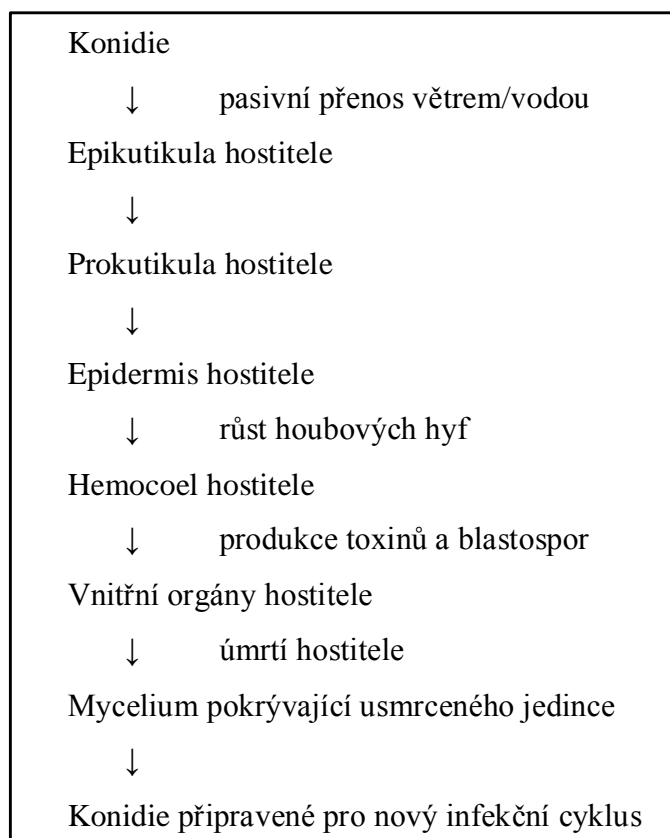 Konidie
↓ pasivní přenos větrem/vodou
Epikutikula hostitele
↓
Prokutikula hostitele
↓
Epidermis hostitele
↓ růst houbových hyf
Hemocoel hostitele
↓ produkce toxinů a blastospor
Vnitřní orgány hostitele
↓ úmrtí hostitele
Mycelium pokrývající usmrceného jedince
↓
Konidie připravené pro nový infekční cyklus